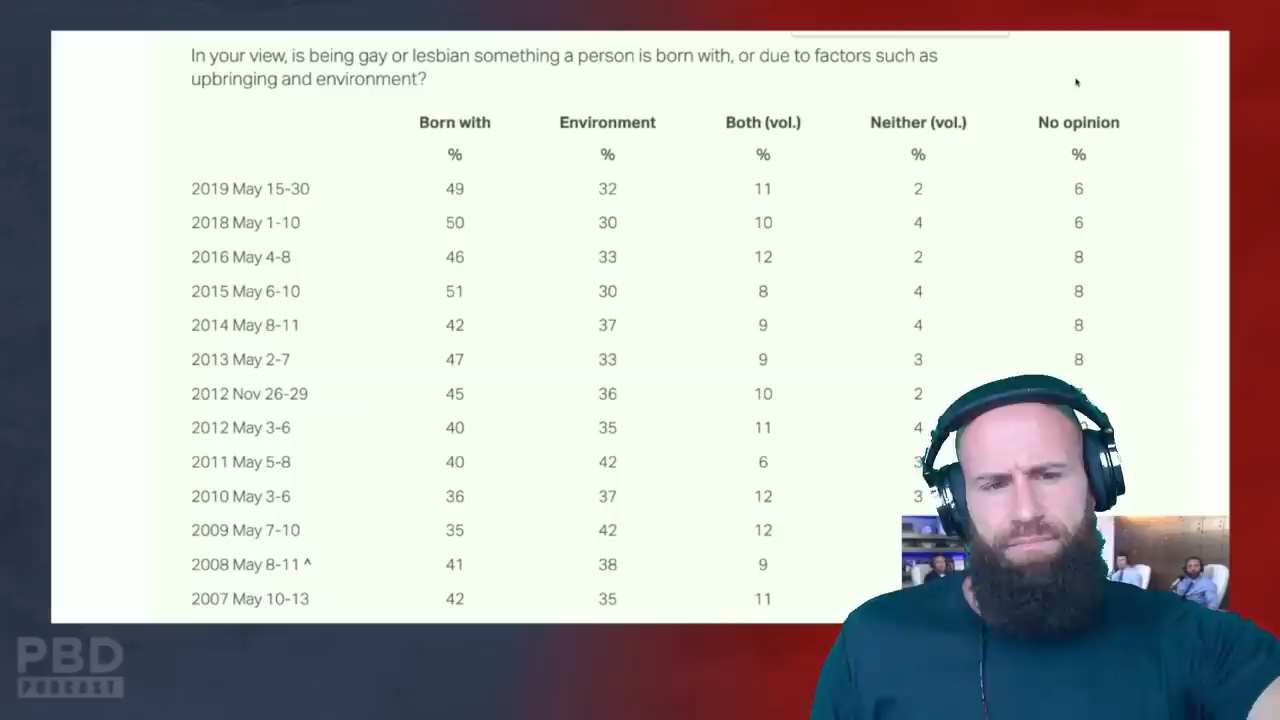 In your view, is being gay or lesbian something a person is born with, or due to factors such as
upbringing and environment?
Born with Environment Both (vol.) Neither (vol.) No opinion
% % % % %
2019 May 15-30 49 32 11 2 6
2018 May 1-10 50 30 10 4 6
2016 May 4-8 46 33 12 2 8
2015 May 6-10 51 30 8 4 8
2014 May 8-11 42 37 9 4 8
2013 May 2-7 47 33 9 3 8
2012 Nov 26-29 45 36 10 2
2012 May 3-6 40 35 11 4
2011 May 5-8 40 42 6 3
2010 May 3-6 36 37 12 3
2009 May 7-10 35 42 12
2008 May 8-11 ^ 41 38 9
2007 May 10-13 42 35 11
PBD
PODCAST